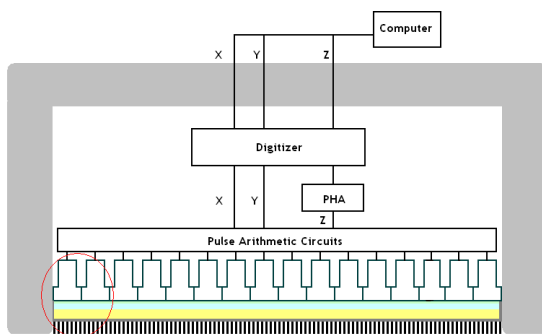 Computer
X Y Z
Digitizer
X Y
PHA
Z
Pulse Arithmetic Circuits